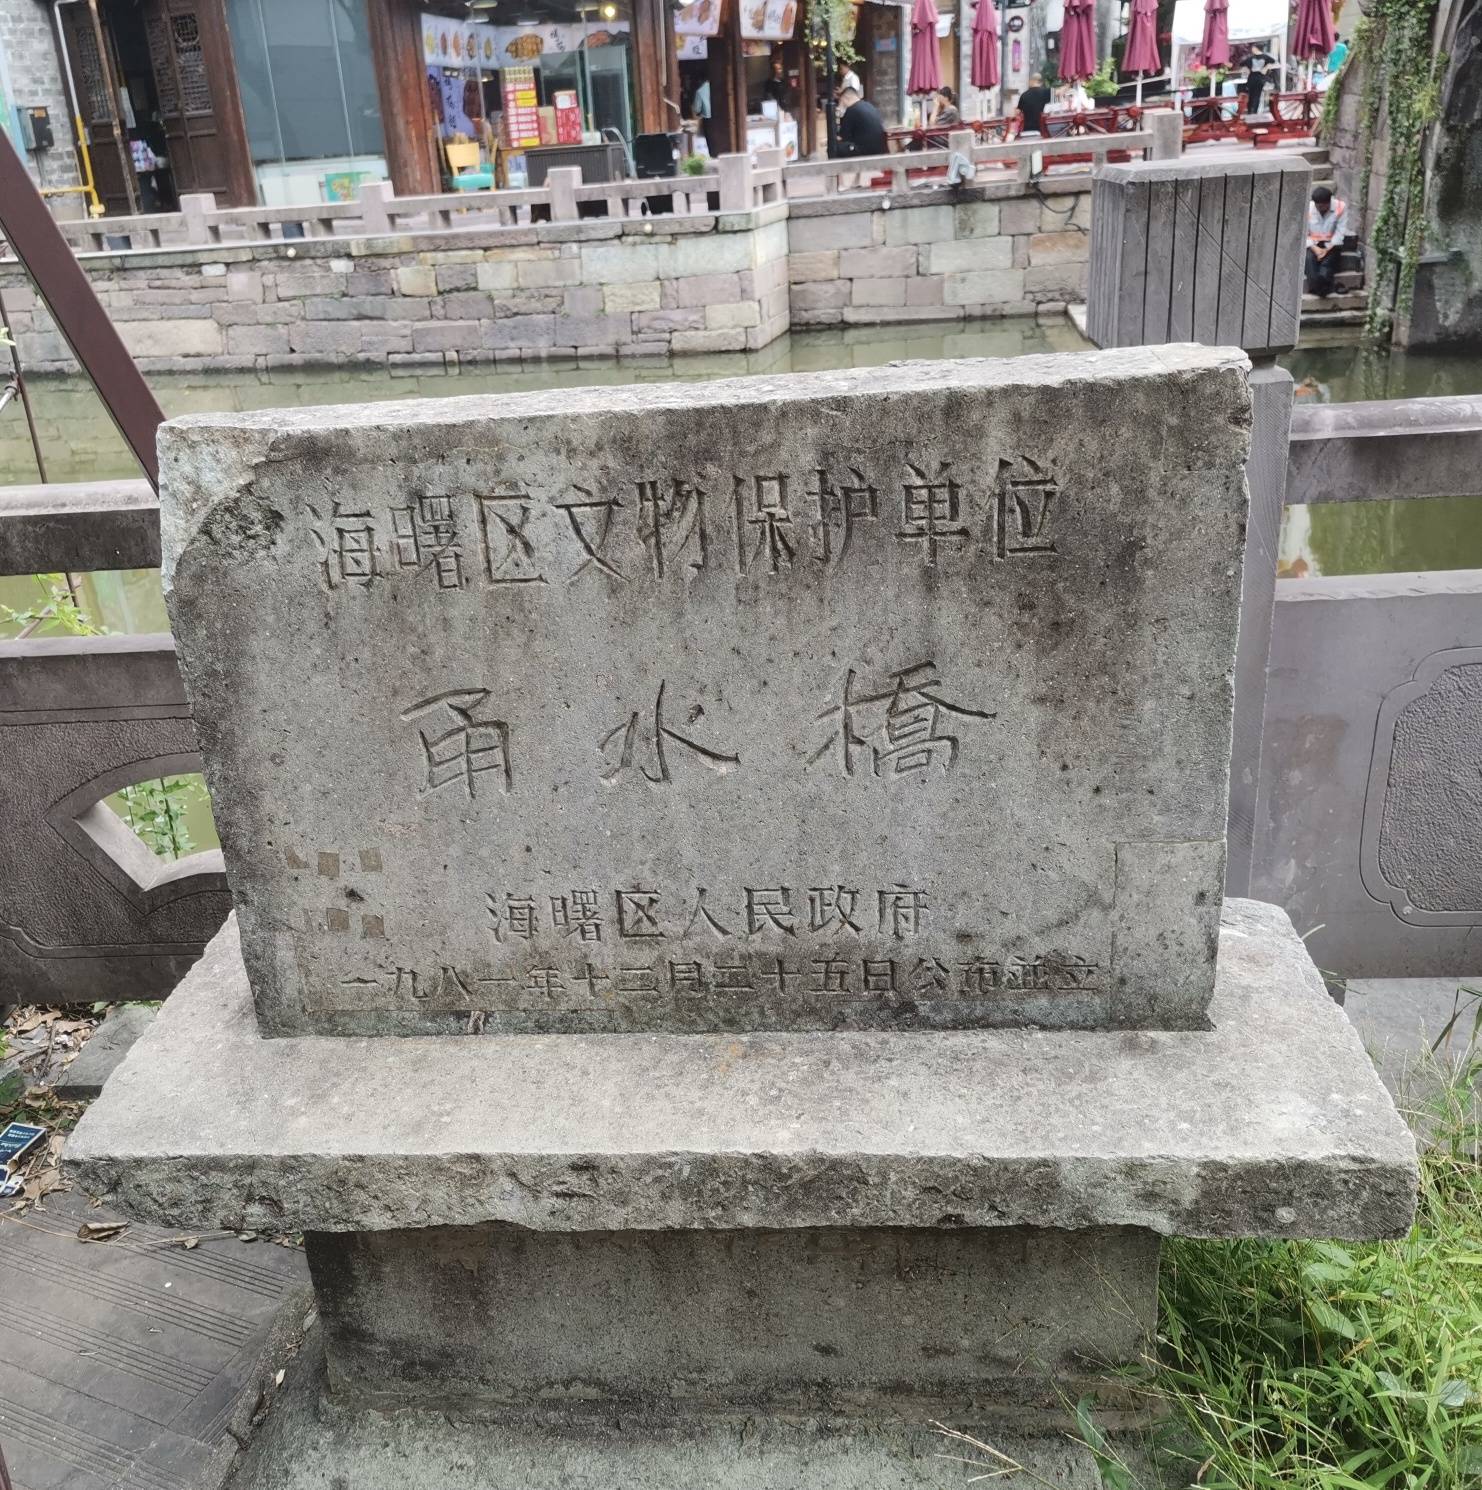 海曙区文物保护单位
甬水橋
海曙区人民政府
一九八一年十二月二十五日公布並立